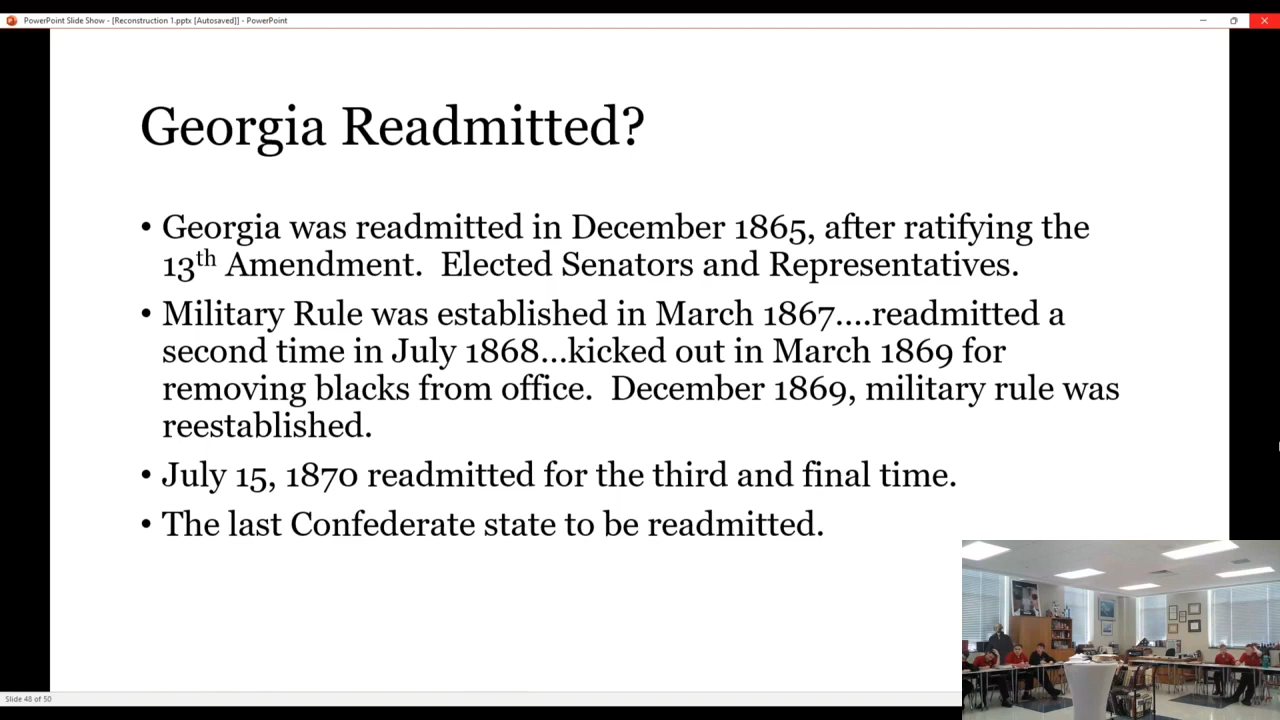 PowerPoint Slide Show - [Reconstruction 1.pptx [Autosaved]] - PowerPoint
Georgia Readmitted?
• Georgia was readmitted in December 1865, after ratifying the
13th Amendment.  Elected Senators and Representatives.
• Military Rule was established in March 1867....readmitted a
second time in July 1868...kicked out in March 1869 for
removing blacks from office.  December 1869, military rule was
reestablished.
• July 15, 1870 readmitted for the third and final time.
• The last Confederate state to be readmitted.
Slide 48 of 50